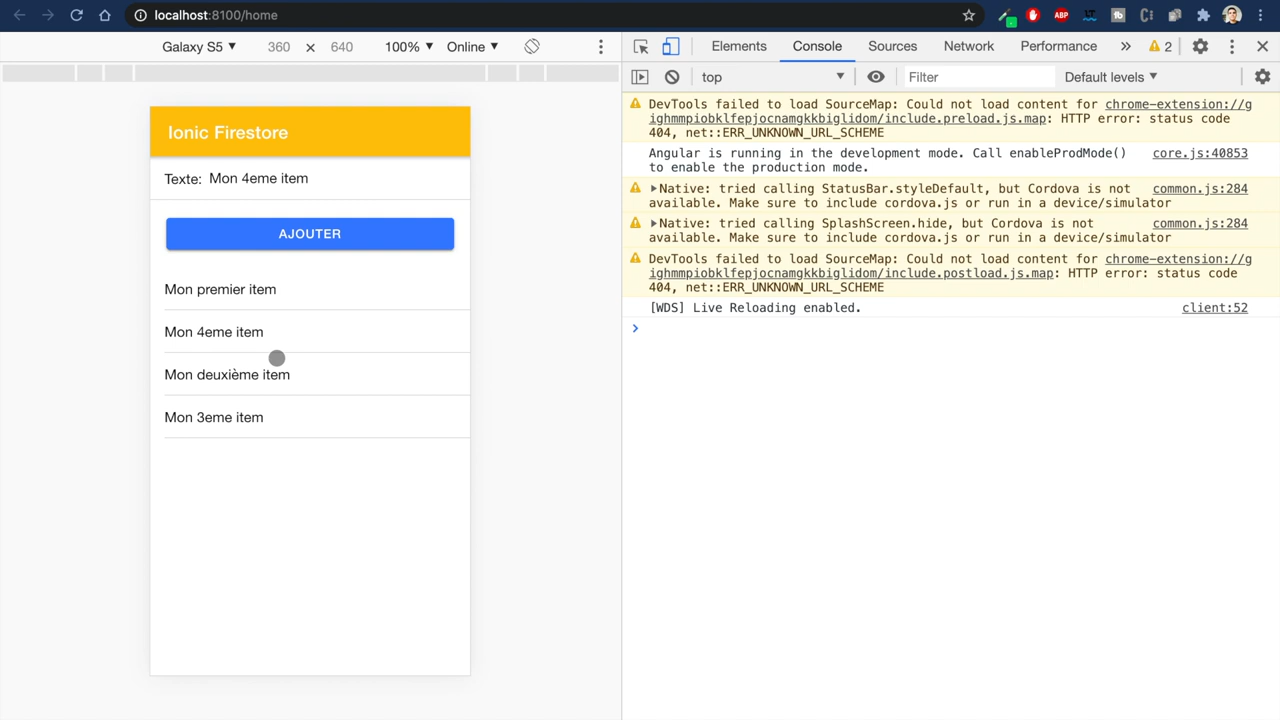 localhost:8100/home
Galaxy S5 360 × 640 100% Online
Elements Console Sources Network Performance » 2
top Filter Default levels
Ionic Firestore
Texte: Mon 4eme item
AJOUTER
Mon premier item
Mon 4eme item
Mon deuxième item
Mon 3eme item
DevTools failed to load SourceMap: Could not load content for chrome-extension://g
ighmmpiobklfepjocnamgkkbiglidom/include.preload.js.map: HTTP error: status code
404, net::ERR_UNKNOWN_URL_SCHEME
Angular is running in the development mode. Call enableProdMode() core.js:40853
to enable the production mode.
Native: tried calling StatusBar.styleDefault, but Cordova is not common.js:284
available. Make sure to include cordova.js or run in a device/simulator
Native: tried calling SplashScreen.hide, but Cordova is not common.js:284
available. Make sure to include cordova.js or run in a device/simulator
DevTools failed to load SourceMap: Could not load content for chrome-extension://g
ighmmpiobklfepjocnamgkkbiglidom/include.postload.js.map: HTTP error: status code
404, net::ERR_UNKNOWN_URL_SCHEME
[WDS] Live Reloading enabled. client:52